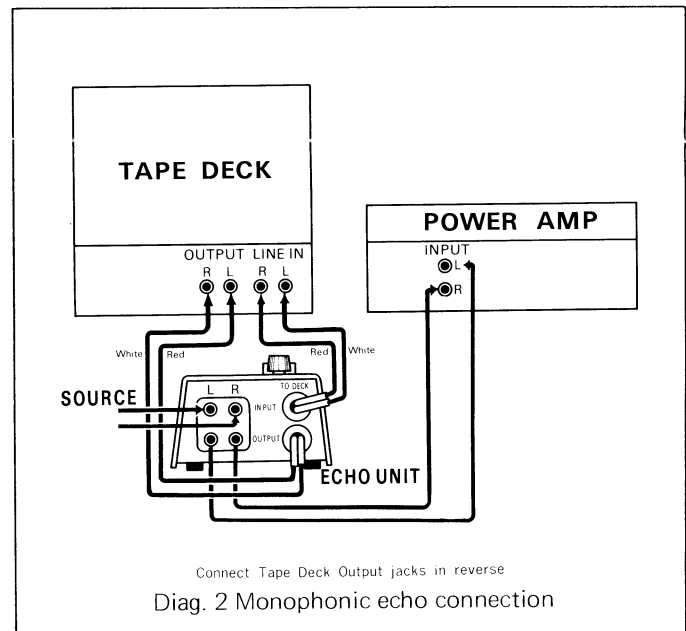 TAPE DECK
OUTPUT LINE IN
R L R L
POWER AMP
INPUT
L
R
White Red Red White
SOURCE
L R
TO DECK
INPUT
OUTPUT
ECHO UNIT
Connect Tape Deck Output jacks in reverse
Diag. 2 Monophonic echo connection